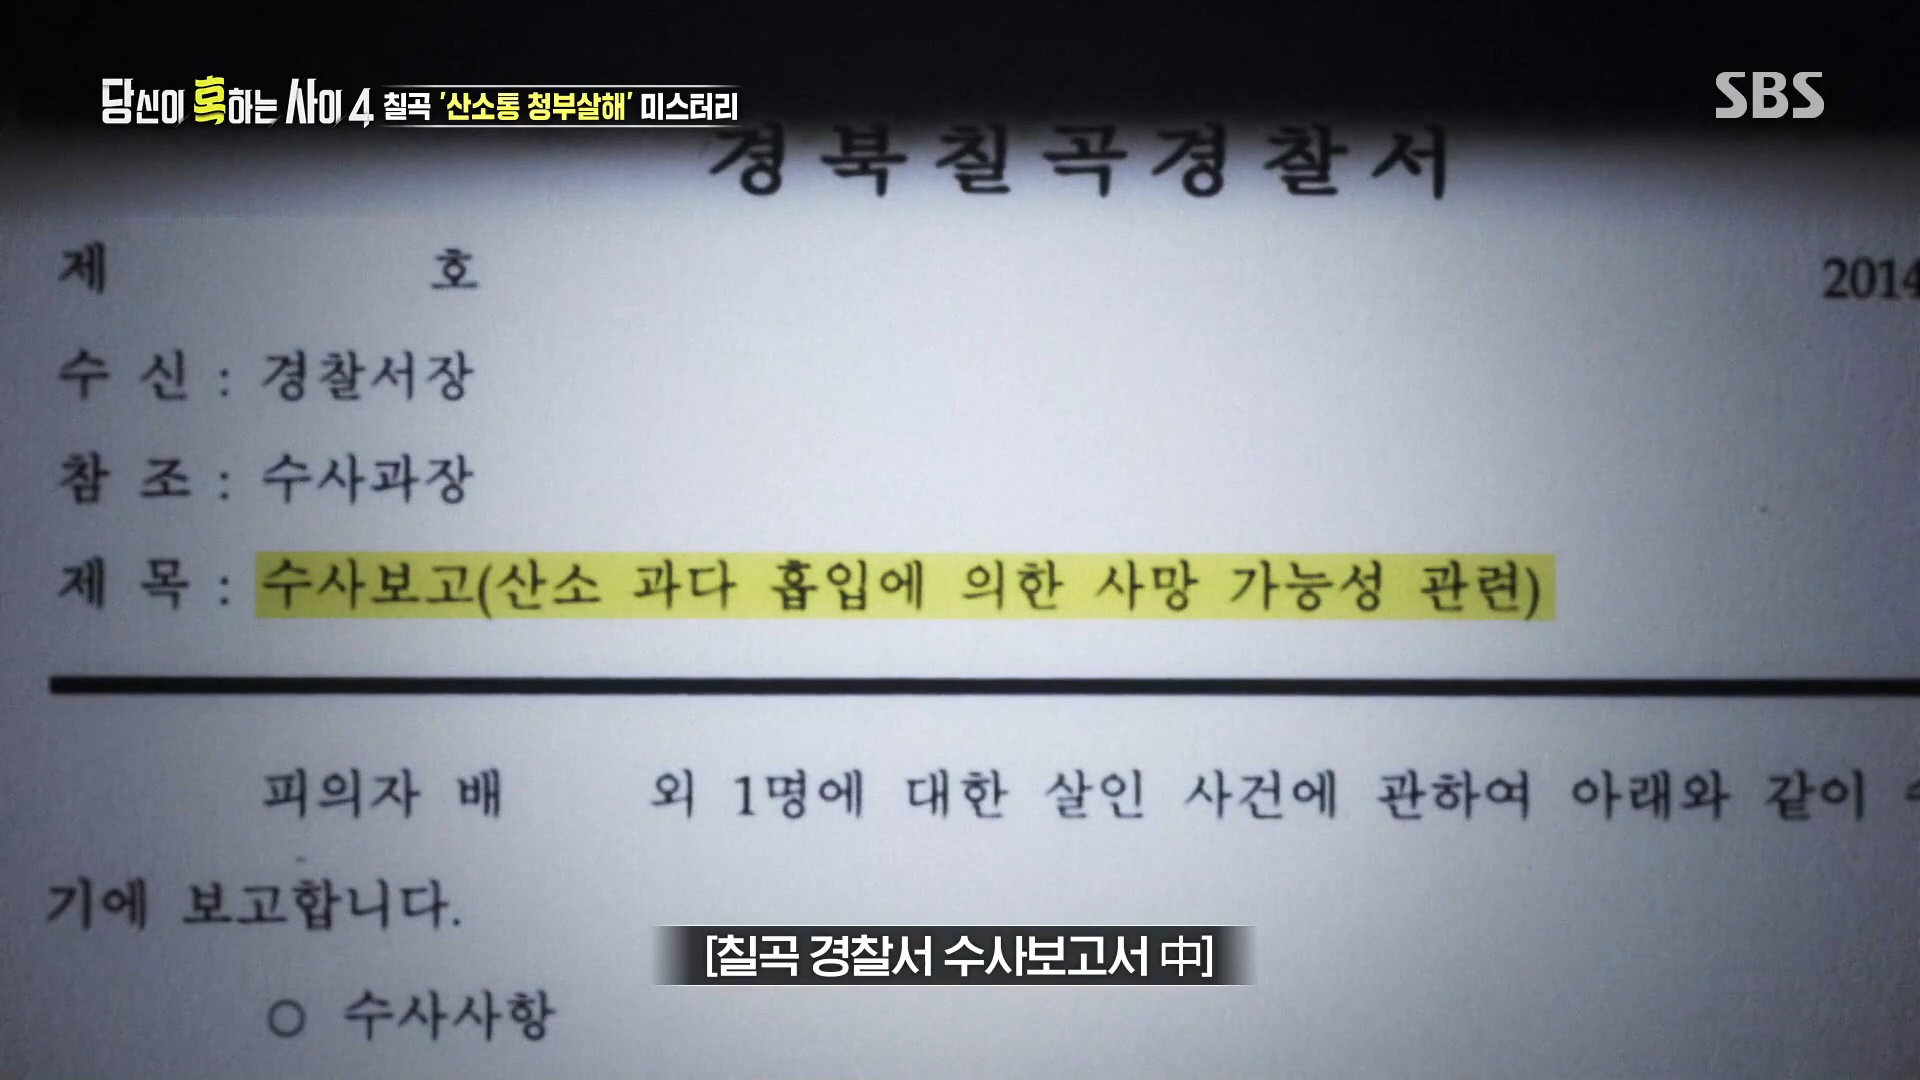 당신이 혹하는 사이 4 칠곡 '산소통 청부살해' 미스터리
SBS
경북칠곡경찰서
제 호
2014
수 신 : 경찰서장
참 조 : 수사과장
제 목 : 수사보고(산소 과다 흡입에 의한 사망 가능성 관련)
피의자 배 외 1명에 대한 살인 사건에 관하여 아래와 같이
기에 보고합니다.
[칠곡 경찰서 수사보고서 中]
○ 수사사항